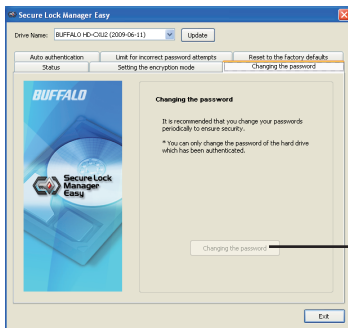 Secure Lock Manager Easy
Drive Name: BUFFALO HD-CXU2 (2009-06-11) Update
Auto authentication Limit for incorrect password attempts Reset to the factory defaults
Status Setting the encryption mode Changing the password
BUFFALO
Secure Lock
Manager
Easy
Changing the password
It is recommended that you change your passwords
periodically to ensure security.
* You can only change the password of the hard drive
which has been authenticated.
Changing the password
Exit